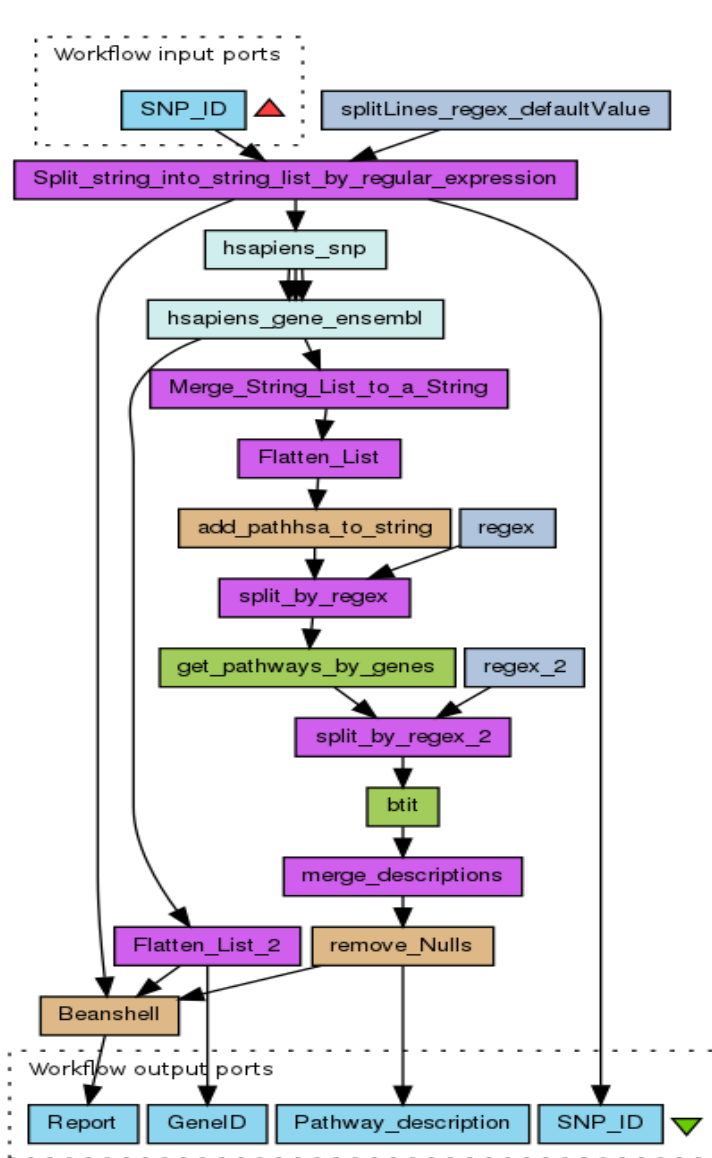 Workflow input ports
SNP_ID
splitLines_regex_defaultValue
Split_string_into_string_list_by_regular_expression
hsapiens_snp
hsapiens_gene_ensembl
Merge_String_List_to_a_String
Flatten_List
add_pathhsa_to_string
regex
split_by_regex
get_pathways_by_genes
regex_2
split_by_regex_2
btit
merge_descriptions
Flatten_List_2
remove_Nulls
Beanshell
Workflow output ports
Report
GeneID
Pathway_description
SNP_ID